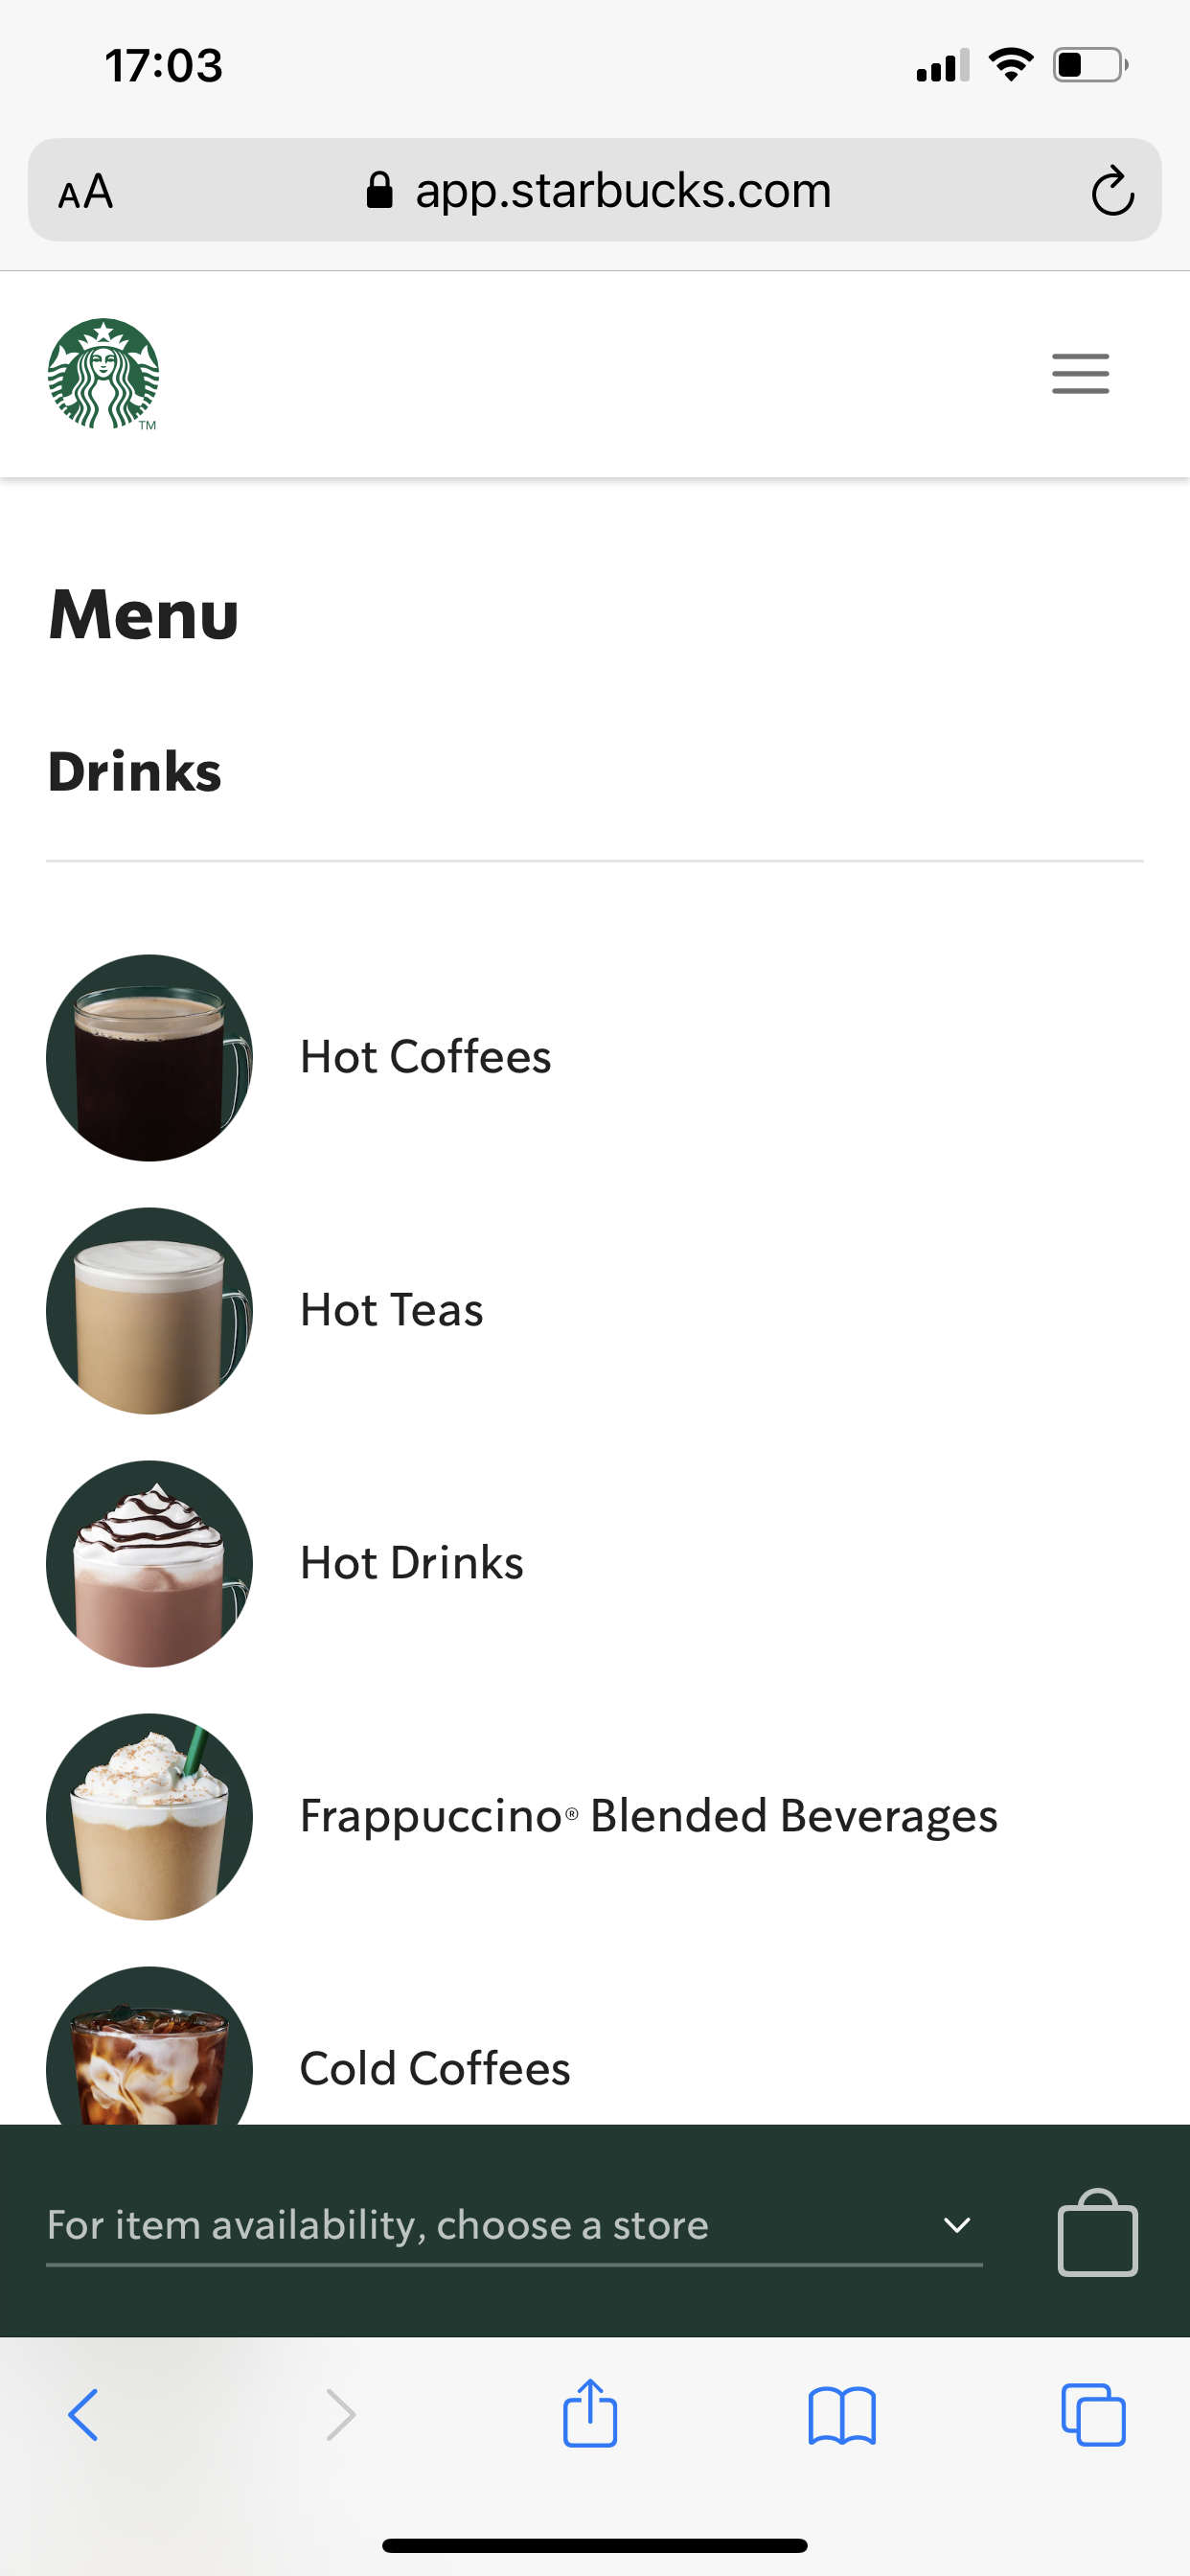 17:03
AA
app.starbucks.com
TM
Menu
Drinks
Hot Coffees
Hot Teas
Hot Drinks
Frappuccino® Blended Beverages
Cold Coffees
For item availability, choose a store